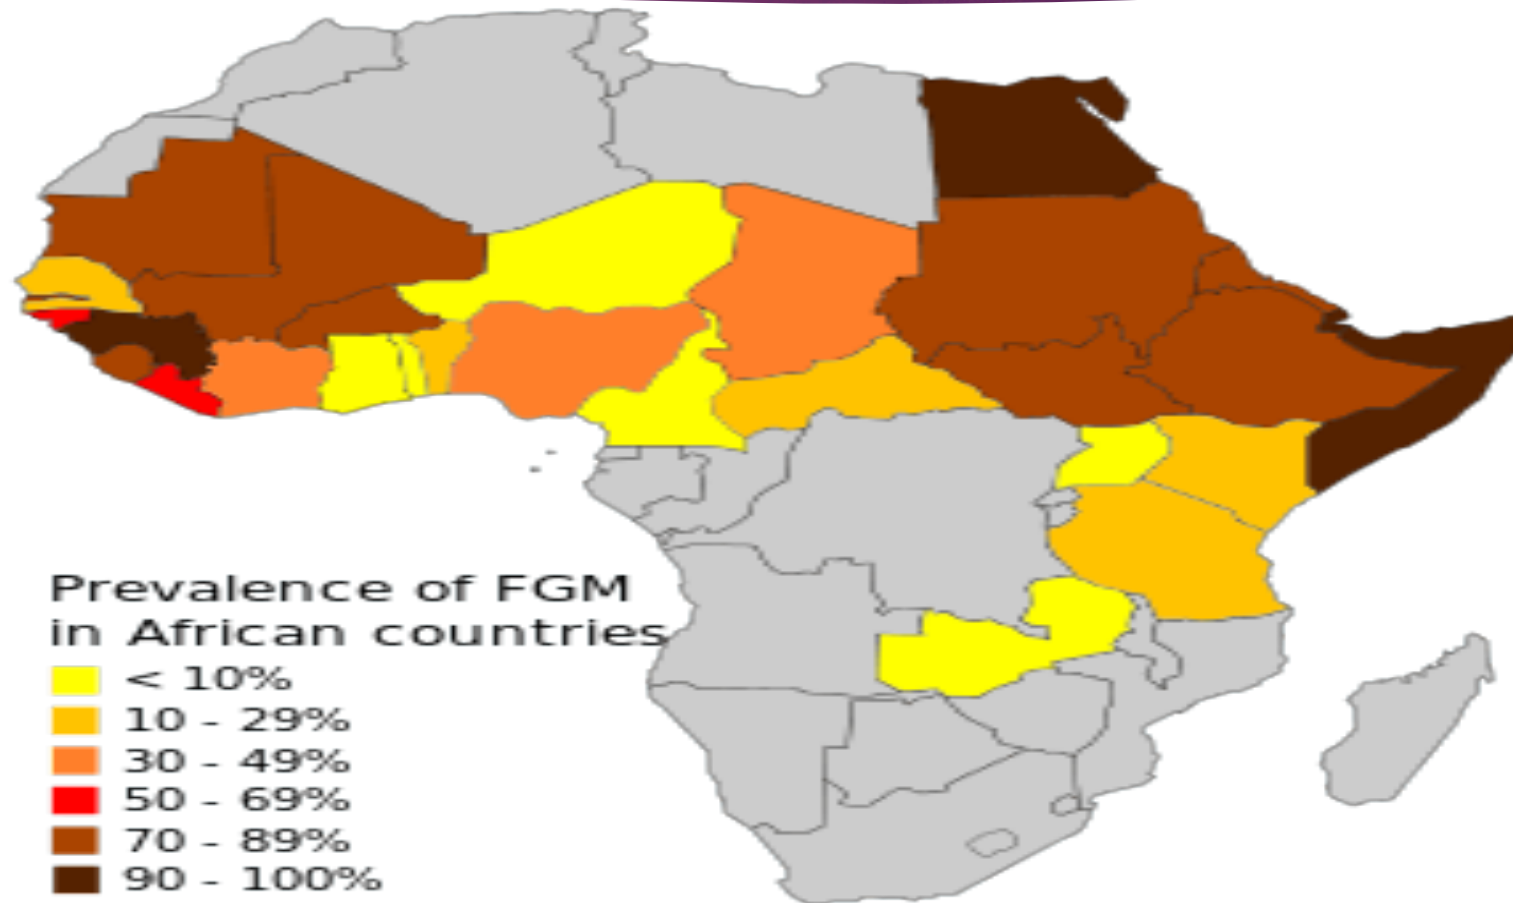 Prevalence of FGM
in African countries
< 10%
10 - 29%
30 - 49%
50 - 69%
70 - 89%
90 - 100%